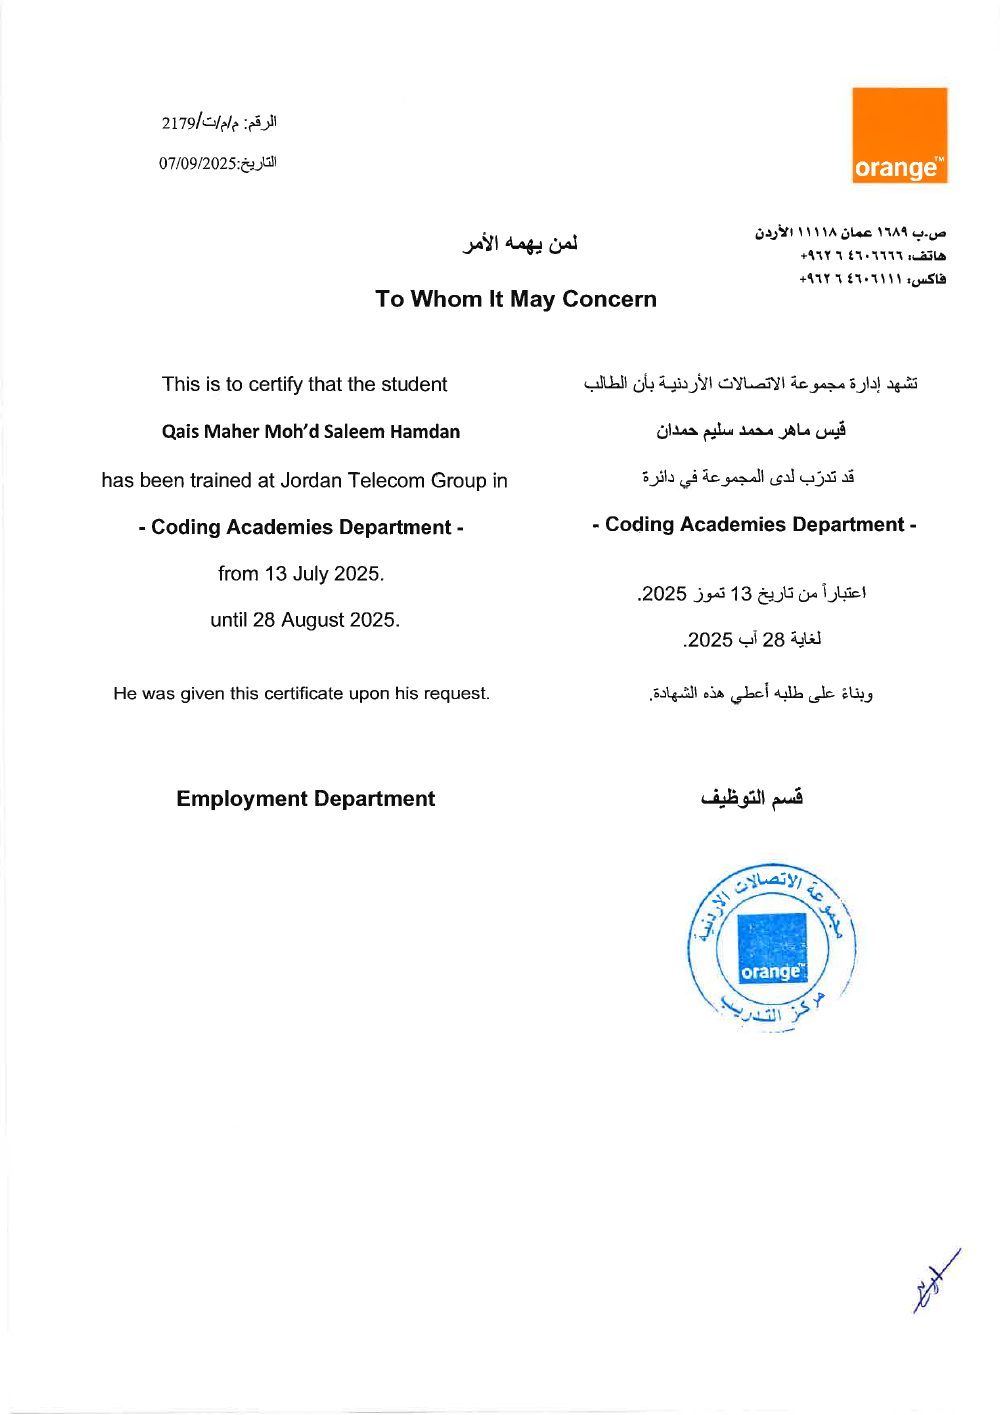 الرقم: م/م/ت/2179
التاريخ:07/09/2025
orange™
ص.ب ١٦٨٩ عمان ١١١١٨ الأردن
هاتف: ٤٦٠٦٦٦٦ ٦ ٩٦٢+
فاكس: ٤٦٠٦١١١ ٦ ٩٦٢+
لمن يهمه الأمر
To Whom It May Concern
This is to certify that the student
Qais Maher Moh’d Saleem Hamdan
has been trained at Jordan Telecom Group in
- Coding Academies Department -
from 13 July 2025.
until 28 August 2025.
He was given this certificate upon his request.
Employment Department
تشهد إدارة مجموعة الاتصالات الأردنية بأن الطالب
قيس ماهر محمد سليم حمدان
قد تدرّب لدى المجموعة في دائرة
- Coding Academies Department -
اعتباراً من تاريخ 13 تموز 2025.
لغاية 28 آب 2025.
وبناءً على طلبه أعطي هذه الشهادة.
قسم التوظيف
مجموعة الاتصالات الاردنية
orange™
مركز التدريب